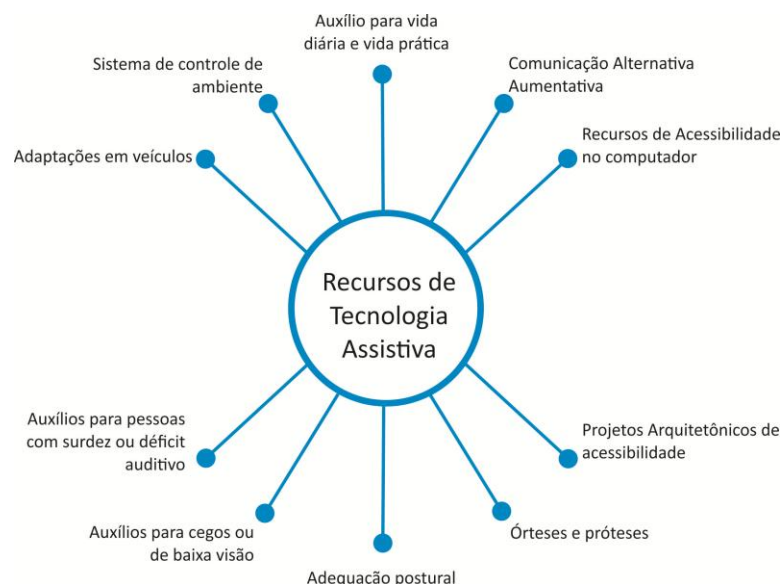 Auxílio para vida
diária e vida prática
Sistema de controle de
ambiente
Comunicação Alternativa
Aumentativa
Adaptações em veículos
Recursos de Acessibilidade
no computador
Recursos de
Tecnologia
Assistiva
Auxílios para pessoas
com surdez ou déficit
auditivo
Projetos Arquitetônicos de
acessibilidade
Auxílios para cegos ou
de baixa visão
Órteses e próteses
Adequação postural